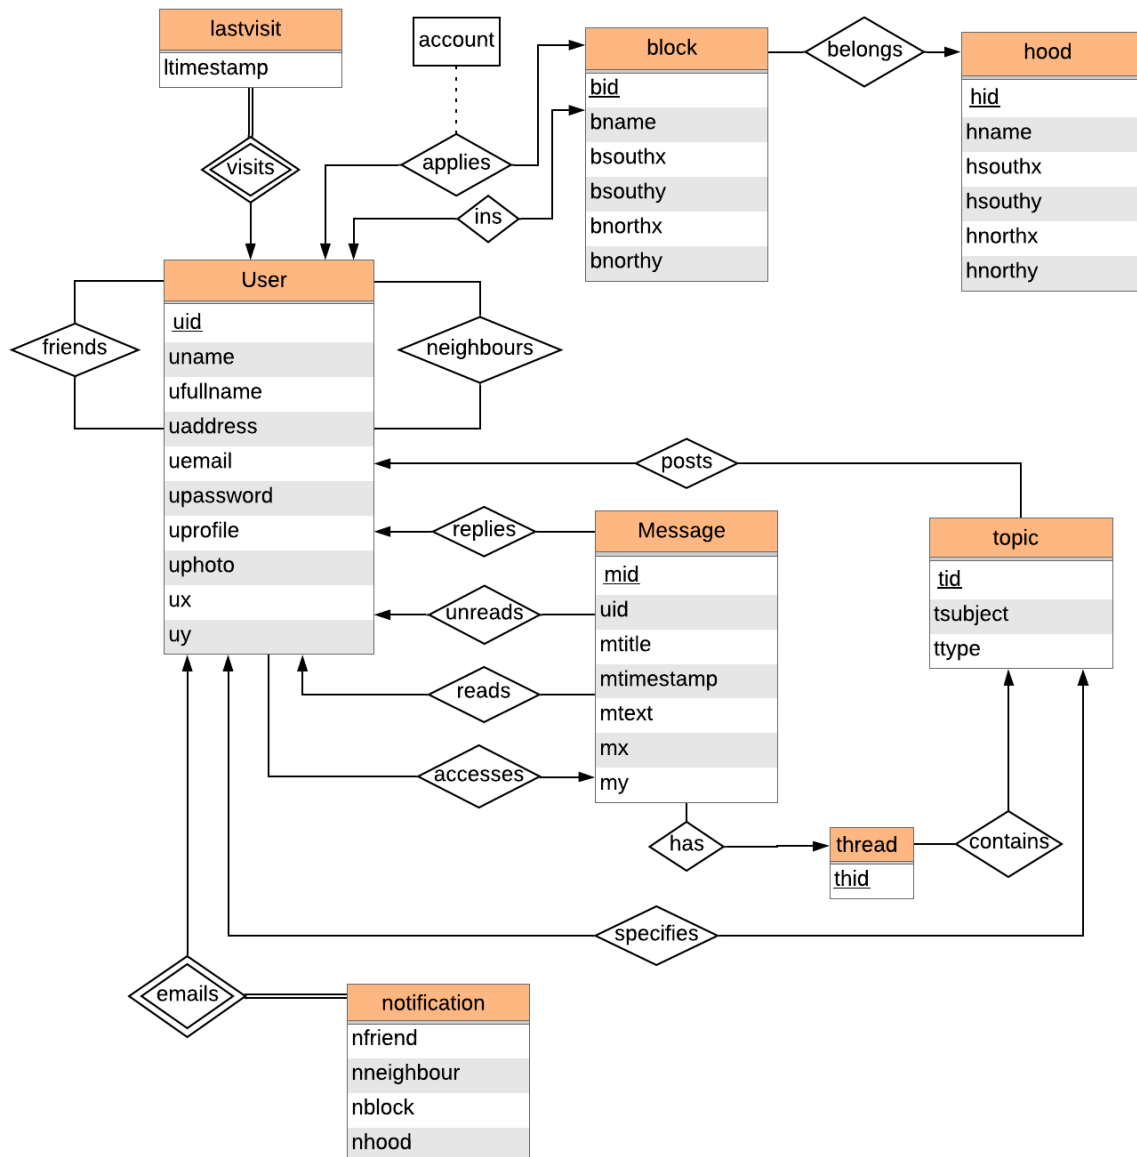 lastvisit
ltimestamp
account
block
bid
bname
bsouthx
bsouthy
bnorthx
bnorthy
belongs
hood
hid
hname
hsouthx
hsouthy
hnorthx
hnorthy
visits
applies
ins
User
uid
uname
ufullname
uaddress
uemail
upassword
uprofile
uphoto
ux
uy
friends
neighbours
posts
replies
unreads
reads
accesses
Message
mid
uid
mtitle
mtimestamp
mtext
mx
my
topic
tid
tsubject
ttype
has
thread
thid
contains
specifies
emails
notification
nfriend
nneighbour
nblock
nhood